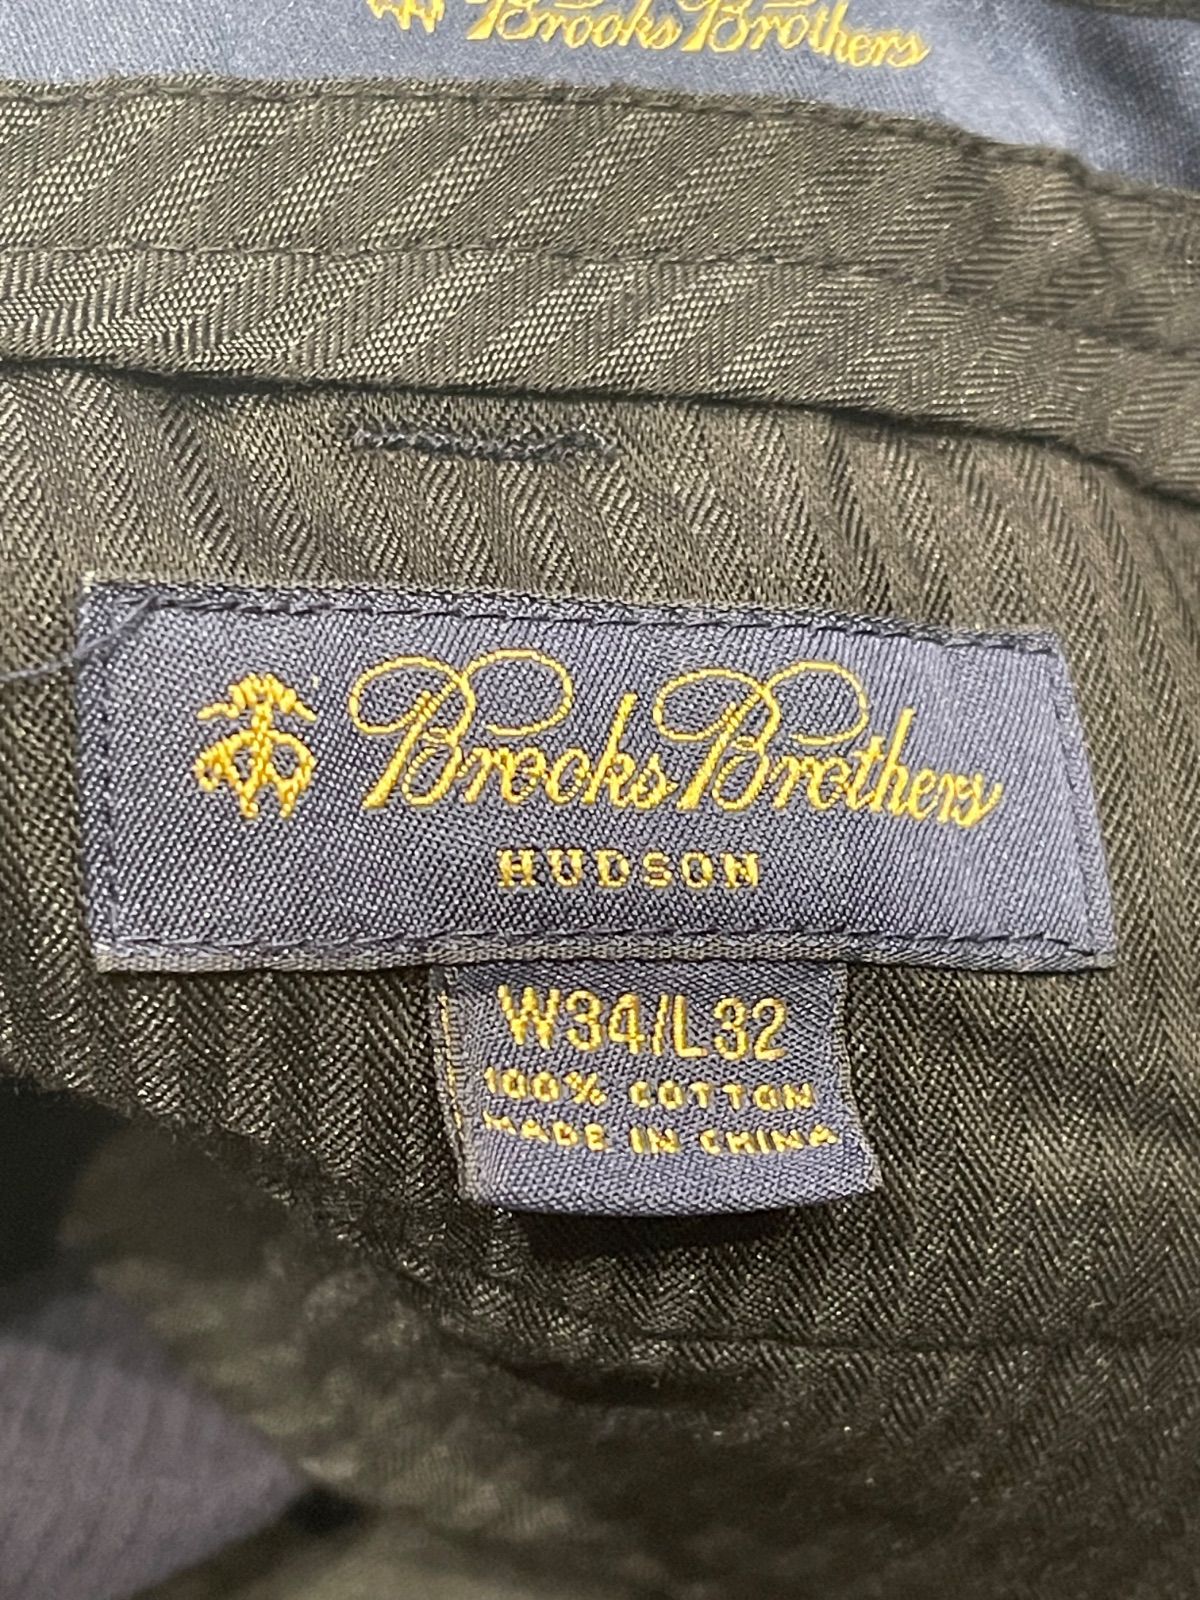 Brooks Brothers
Brooks Brothers
HUDSON
W34/L32
100% COTTON
MADE IN CHINA